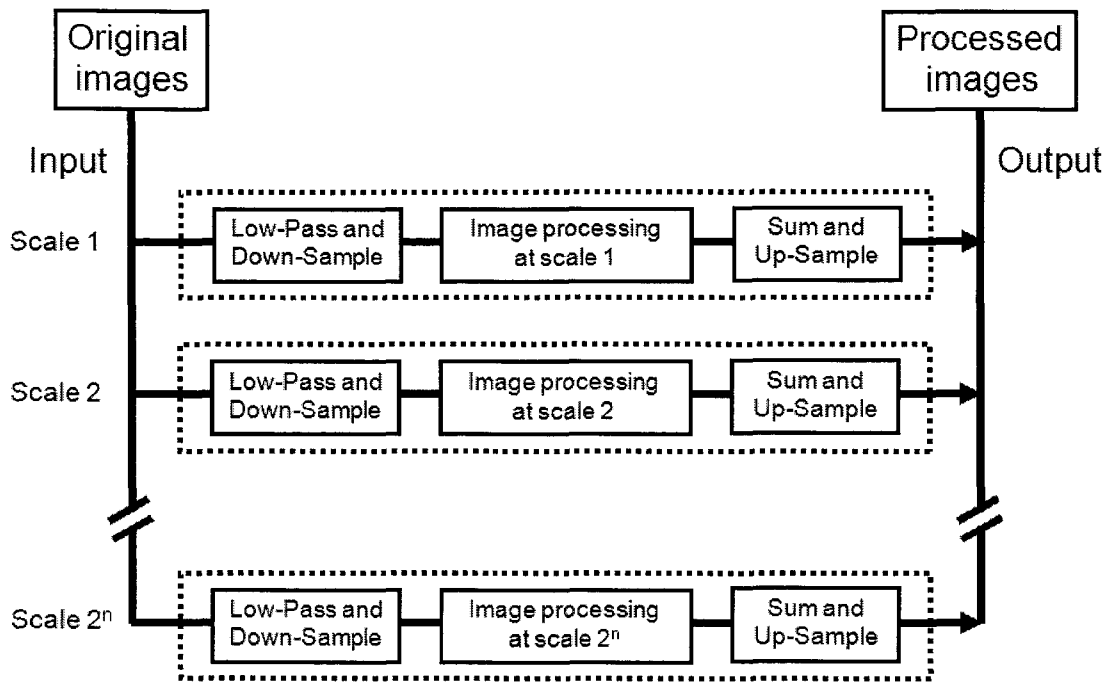 Original
images
Processed
images
Input
Output
Scale 1
Low-Pass and
Down-Sample
Image processing
at scale 1
Sum and
Up-Sample
Scale 2
Low-Pass and
Down-Sample
Image processing
at scale 2
Sum and
Up-Sample
Scale 2ⁿ
Low-Pass and
Down-Sample
Image processing
at scale 2ⁿ
Sum and
Up-Sample